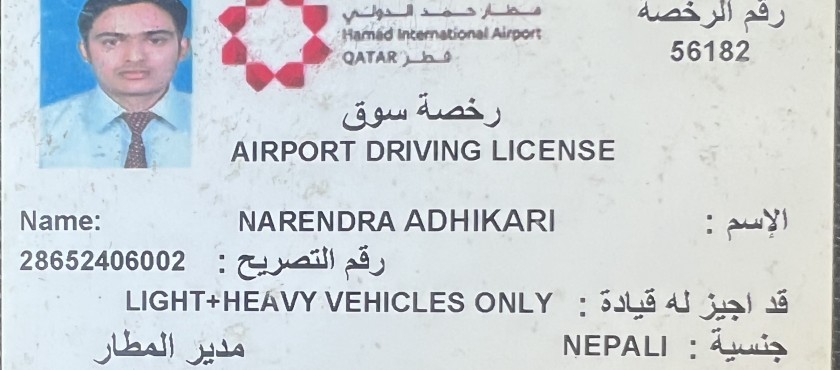 مطار حمد الدولي
Hamad International Airport
QATAR قطر
رقم الرخصة
56182
رخصة سوق
AIRPORT DRIVING LICENSE
Name: NARENDRA ADHIKARI الإسم :
28652406002 رقم التصريح :
LIGHT+HEAVY VEHICLES ONLY قد اجيز له قيادة :
NEPALI جنسية :
مدير المطار